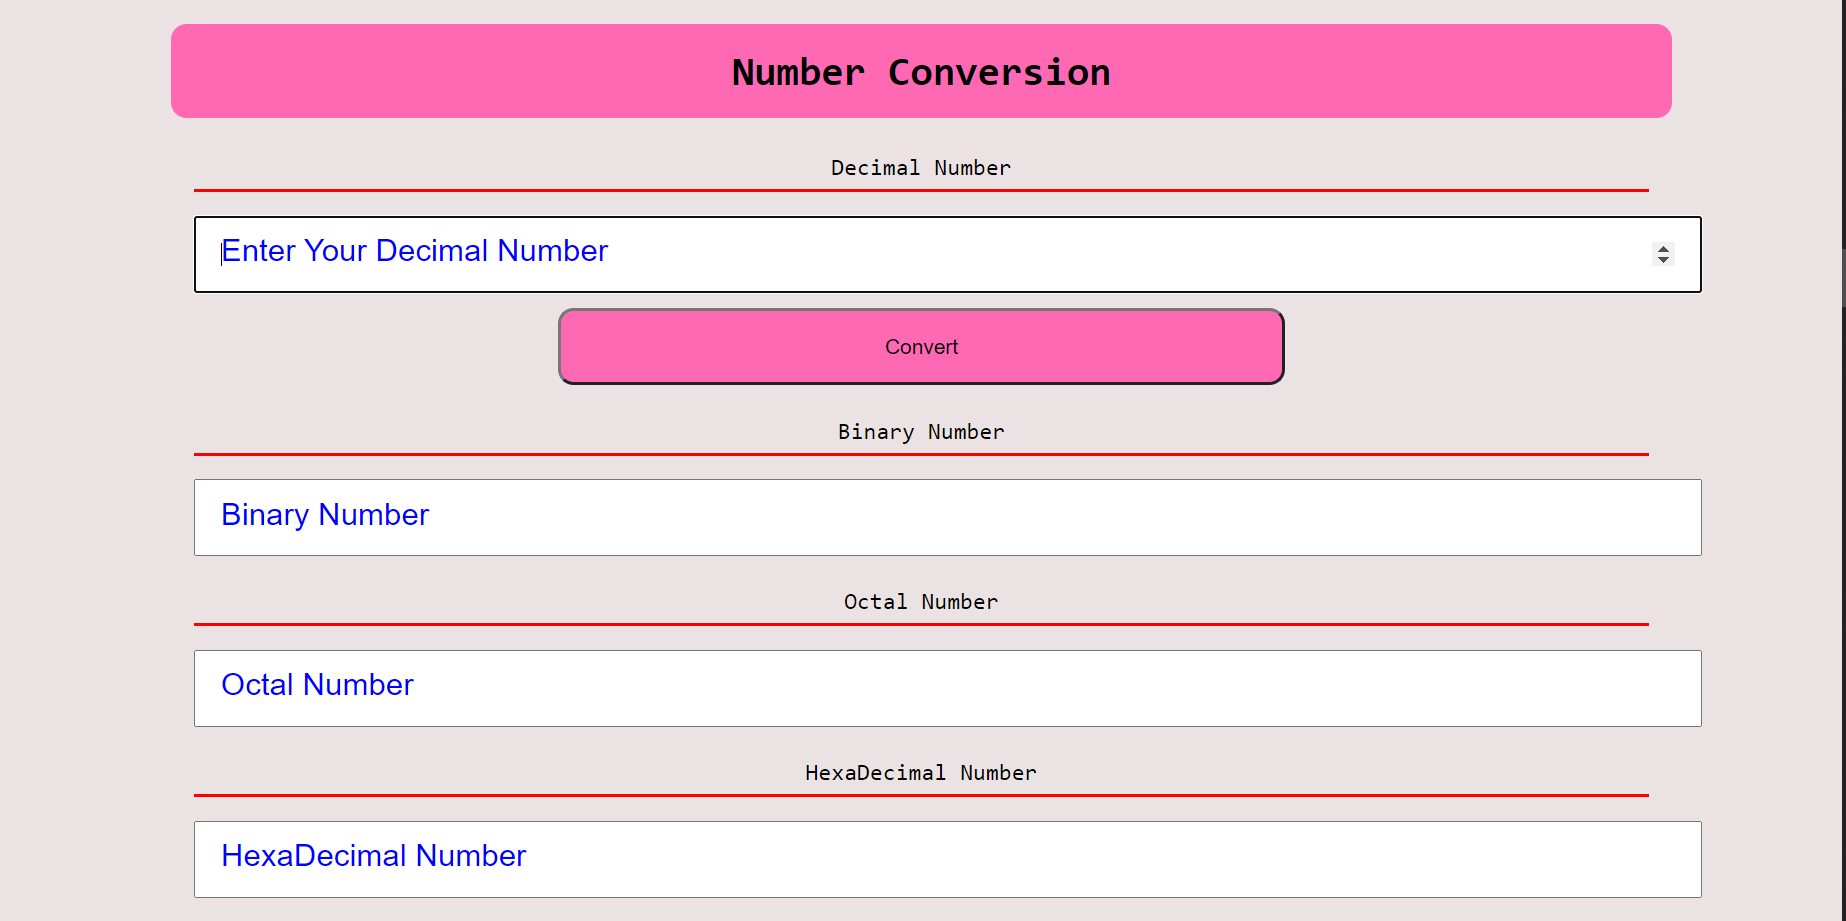 Number Conversion
Decimal Number
Enter Your Decimal Number
Convert
Binary Number
Binary Number
Octal Number
Octal Number
HexaDecimal Number
HexaDecimal Number